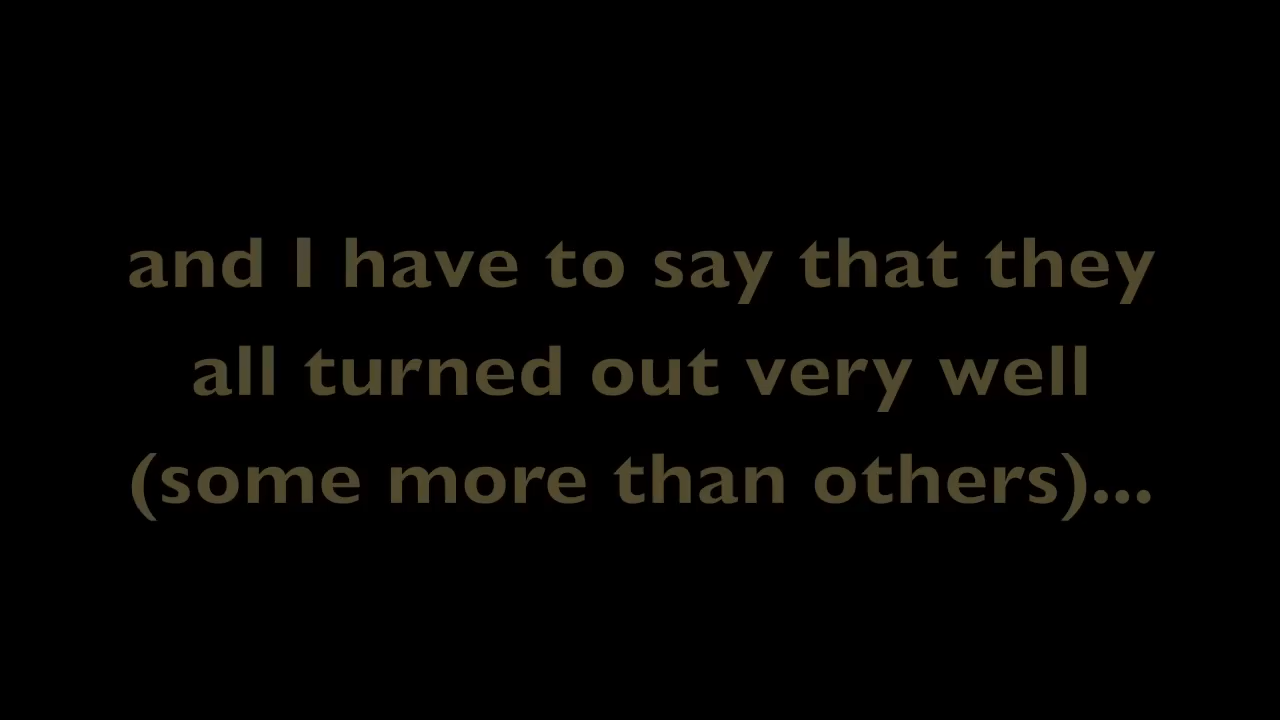 and I have to say that they
all turned out very well
(some more than others)...